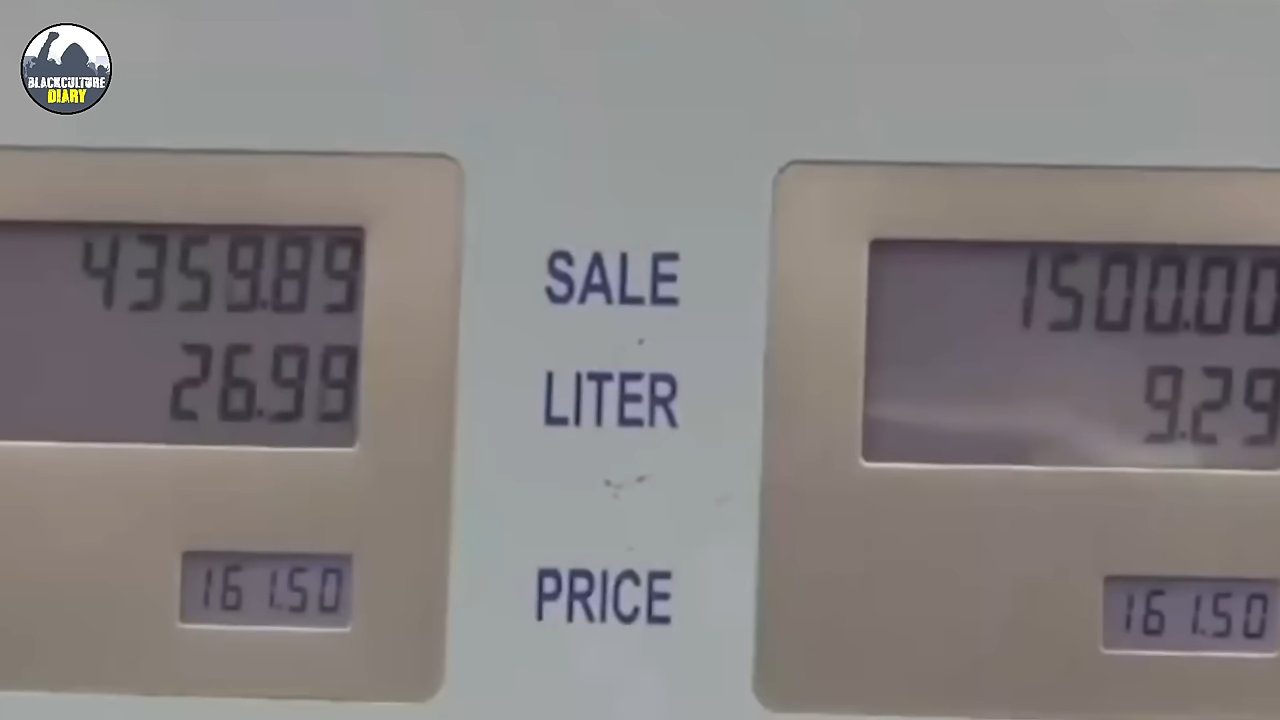 BLACKCULTURE
DIARY
4359.89
SALE
1500.00
26.99
LITER
9.29
161.50
PRICE
161.50